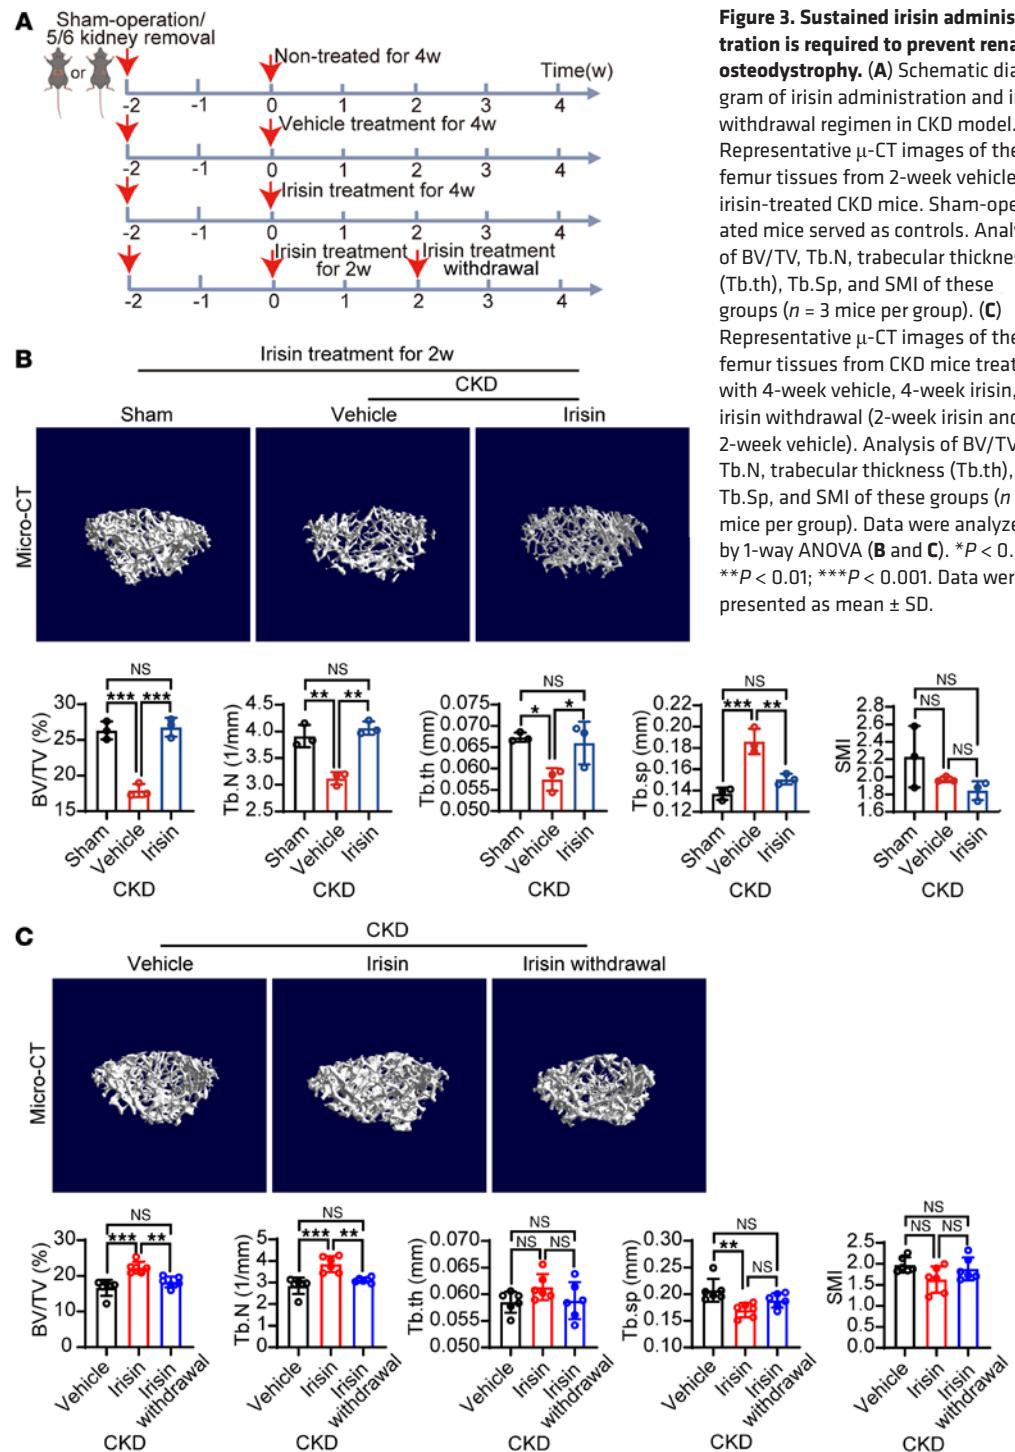 A
Sham-operation/
5/6 kidney removal
or
Non-treated for 4w
Time(w)
-2 -1 0 1 2 3 4
Vehicle treatment for 4w
-2 -1 0 1 2 3 4
Irisin treatment for 4w
-2 -1 0 1 2 3 4
Irisin treatment for 2w
Irisin treatment withdrawal
-2 -1 0 1 2 3 4
Figure 3. Sustained irisin adminis
tration is required to prevent rena
osteodystrophy. (A) Schematic dia
gram of irisin administration and i
withdrawal regimen in CKD model.
Representative μ-CT images of the
femur tissues from 2-week vehicle
irisin-treated CKD mice. Sham-ope
ated mice served as controls. Analy
of BV/TV, Tb.N, trabecular thicknes
(Tb.th), Tb.Sp, and SMI of these
groups (n = 3 mice per group). (C)
Representative μ-CT images of the
femur tissues from CKD mice treat
with 4-week vehicle, 4-week irisin,
irisin withdrawal (2-week irisin and
2-week vehicle). Analysis of BV/TV
Tb.N, trabecular thickness (Tb.th),
Tb.Sp, and SMI of these groups (n
mice per group). Data were analyze
by 1-way ANOVA (B and C). *P < 0.
**P < 0.01; ***P < 0.001. Data were
presented as mean ± SD.
B
Irisin treatment for 2w
CKD
Sham Vehicle Irisin
Micro-CT
BV/TV (%)
30
25
20
15
NS
*** ***
Sham Vehicle Irisin
CKD
Tb.N (1/mm)
4.5
4.0
3.5
3.0
2.5
NS
** **
Sham Vehicle Irisin
CKD
Tb.th (mm)
0.075
0.070
0.065
0.060
0.055
0.050
NS
* *
Sham Vehicle Irisin
CKD
Tb.sp (mm)
0.22
0.20
0.18
0.16
0.14
0.12
NS
*** **
Sham Vehicle Irisin
CKD
SMI
2.8
2.6
2.4
2.2
2.0
1.8
1.6
NS
NS
NS
Sham Vehicle Irisin
CKD
C
CKD
Vehicle Irisin Irisin withdrawal
Micro-CT
BV/TV (%)
30
20
10
0
NS
*** **
Vehicle Irisin Irisin withdrawal
CKD
Tb.N (1/mm)
5
4
3
2
1
0
NS
*** **
Vehicle Irisin Irisin withdrawal
CKD
Tb.th (mm)
0.070
0.065
0.060
0.055
0.050
NS
NS NS
Vehicle Irisin Irisin withdrawal
CKD
Tb.sp (mm)
0.30
0.25
0.20
0.15
0.10
NS
**
NS
Vehicle Irisin Irisin withdrawal
CKD
SMI
2.5
2.0
1.5
1.0
0.5
0
NS
NS NS
Vehicle Irisin Irisin withdrawal
CKD